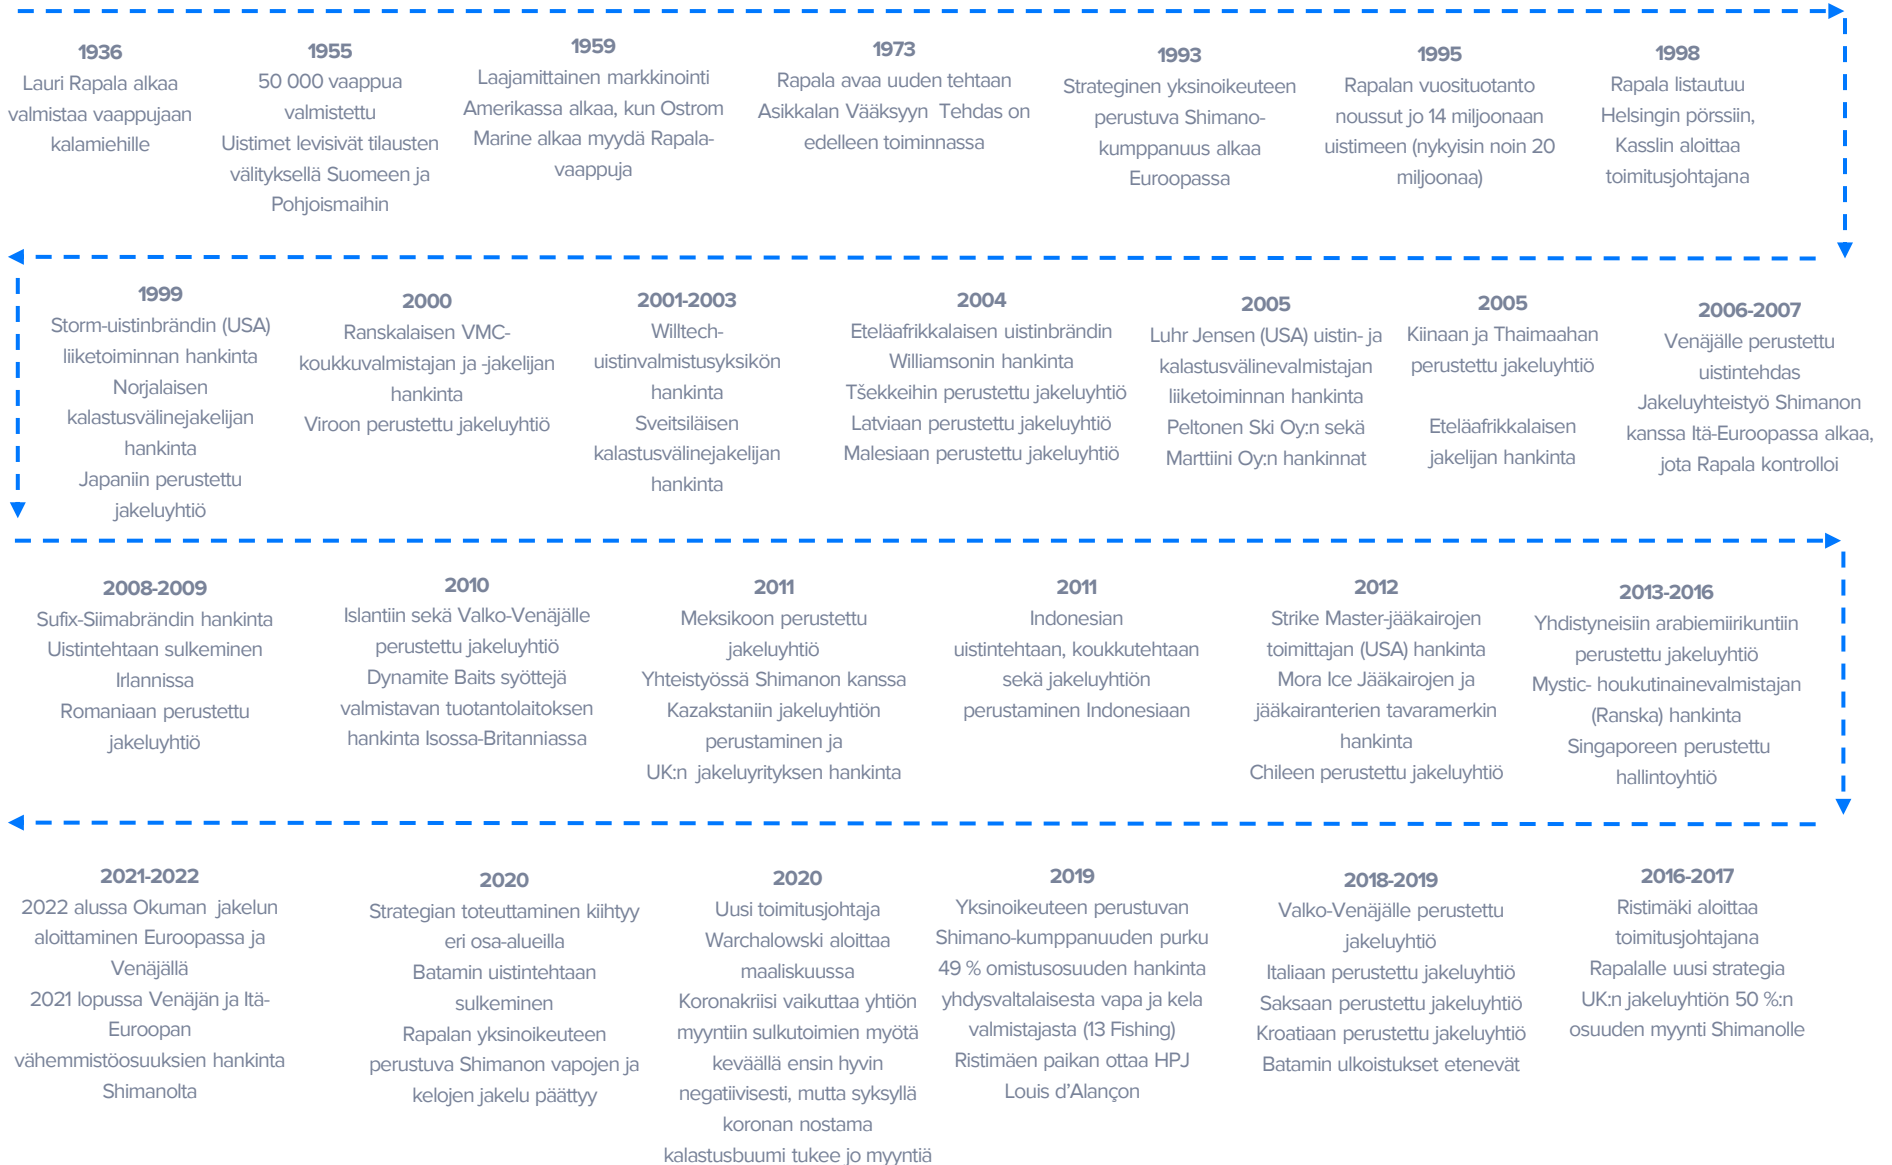 1936
Lauri Rapala alkaa
valmistaa vaappujaan
kalamiehille
1955
50 000 vaappua
valmistettu
Uistimet levisivät tilausten
välityksellä Suomeen ja
Pohjoismaihin
1959
Laajamittainen markkinointi
Amerikassa alkaa, kun Ostrom
Marine alkaa myydä Rapala-
vaappuja
1973
Rapala avaa uuden tehtaan
Asikkalan Vääksyyn Tehdas on
edelleen toiminnassa
1993
Strateginen yksinoikeuteen
perustuva Shimano-
kumppanuus alkaa
Euroopassa
1995
Rapalan vuosituotanto
noussut jo 14 miljoonaan
uistimeen (nykyisin noin 20
miljoonaa)
1998
Rapala listautuu
Helsingin pörssiin,
Kasslin aloittaa
toimitusjohtajana
1999
Storm-uistinbrändin (USA)
liiketoiminnan hankinta
Norjalaisen
kalastusvälinejakelijan
hankinta
Japaniin perustettu
jakeluyhtiö
2000
Ranskalaisen VMC-
koukkuvalmistajan ja -jakelijan
hankinta
Viroon perustettu jakeluyhtiö
2001-2003
Willtech-
uistinvalmistusyksikön
hankinta
Sveitsiläisen
kalastusvälinejakelijan
hankinta
2004
Eteläafrikkalaisen uistinbrändin
Williamsonin hankinta
Tšekkeihin perustettu jakeluyhtiö
Latviaan perustettu jakeluyhtiö
Malesiaan perustettu jakeluyhtiö
2005
Luhr Jensen (USA) uistin- ja
kalastusvälinevalmistajan
liiketoiminnan hankinta
Peltonen Ski Oy:n sekä
Marttiini Oy:n hankinnat
2005
Kiinaan ja Thaimaahan
perustettu jakeluyhtiö
Eteläafrikkalaisen
jakelijan hankinta
2006-2007
Venäjälle perustettu
uistintehdas
Jakeluyhteistyö Shimanon
kanssa Itä-Euroopassa alkaa,
jota Rapala kontrolloi
2008-2009
Sufix-Siimabrändin hankinta
Uistintehtaan sulkeminen
Irlannissa
Romaniaan perustettu
jakeluyhtiö
2010
Islantiin sekä Valko-Venäjälle
perustettu jakeluyhtiö
Dynamite Baits syöttejä
valmistavan tuotantolaitoksen
hankinta Isossa-Britanniassa
2011
Meksikoon perustettu
jakeluyhtiö
Yhteistyössä Shimanon kanssa
Kazakstaniin jakeluyhtiön
perustaminen ja
UK:n jakeluyrityksen hankinta
2011
Indonesian
uistintehtaan, koukkutehtaan
sekä jakeluyhtiön
perustaminen Indonesiaan
2012
Strike Master-jääkairojen
toimittajan (USA) hankinta
Mora Ice Jääkairojen ja
jääkairanterien tavaramerkin
hankinta
Chileen perustettu jakeluyhtiö
2013-2016
Yhdistyneisiin arabiemiirikuntiin
perustettu jakeluyhtiö
Mystic- houkutinainevalmistajan
(Ranska) hankinta
Singaporeen perustettu
hallintoyhtiö
2021-2022
2022 alussa Okuman jakelun
aloittaminen Euroopassa ja
Venäjällä
2021 lopussa Venäjän ja Itä-
Euroopan
vähemmistöosuuksien hankinta
Shimanolta
2020
Strategian toteuttaminen kiihtyy
eri osa-alueilla
Batamin uistintehtaan
sulkeminen
Rapalan yksinoikeuteen
perustuva Shimanon vapojen ja
kelojen jakelu päättyy
2020
Uusi toimitusjohtaja
Warchalowski aloittaa
maaliskuussa
Koronakriisi vaikuttaa yhtiön
myyntiin sulkutoimien myötä
keväällä ensin hyvin
negatiivisesti, mutta syksyllä
koronan nostama
kalastusbuumi tukee jo myyntiä
2019
Yksinoikeuteen perustuvan
Shimano-kumppanuuden purku
49 % omistusosuuden hankinta
yhdysvaltalaisesta vapa ja kela
valmistajasta (13 Fishing)
Ristimäen paikan ottaa HPJ
Louis d’Alançon
2018-2019
Valko-Venäjälle perustettu
jakeluyhtiö
Italiaan perustettu jakeluyhtiö
Saksaan perustettu jakeluyhtiö
Kroatiaan perustettu jakeluyhtiö
Batamin ulkoistukset etenevät
2016-2017
Ristimäki aloittaa
toimitusjohtajana
Rapalalle uusi strategia
UK:n jakeluyhtiön 50 %:n
osuuden myynti Shimanolle